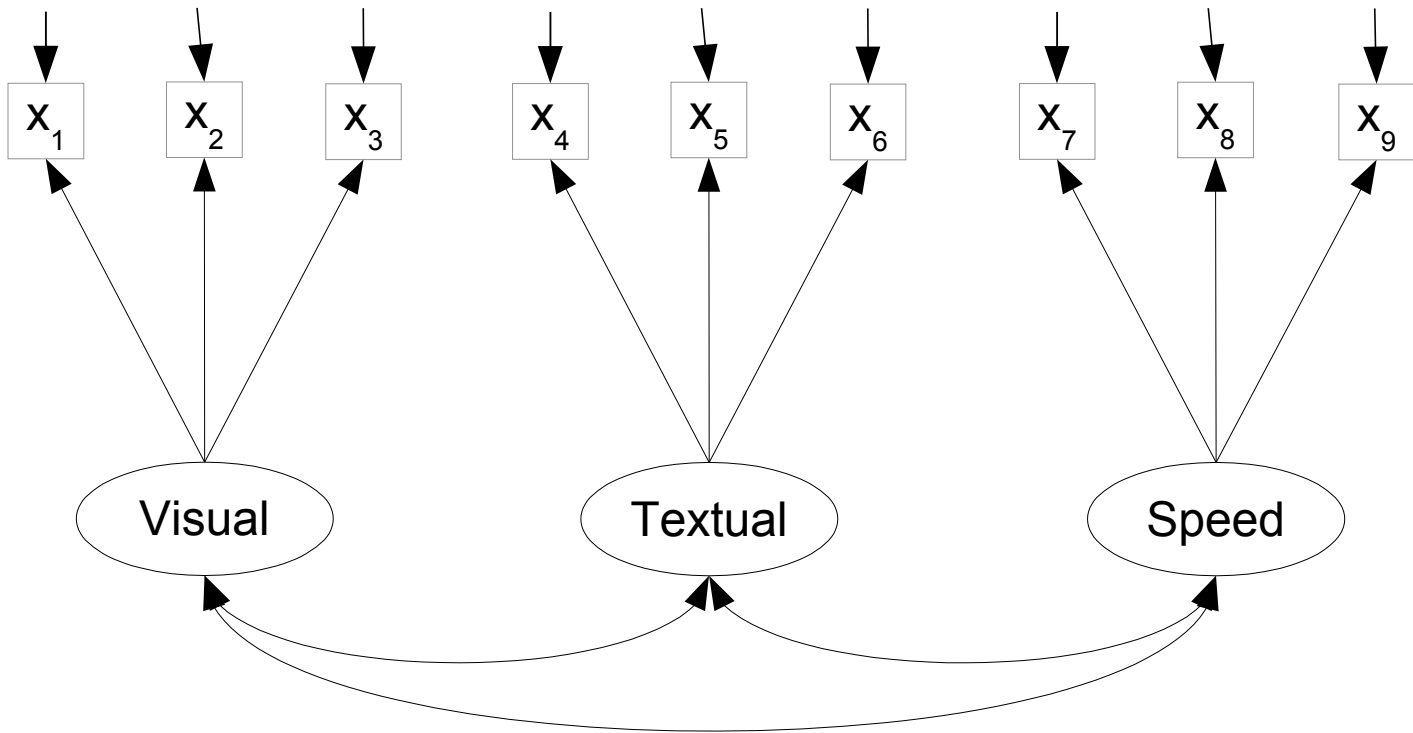 x₁ x₂ x₃ x₄ x₅ x₆ x₇ x₈ x₉
Visual Textual Speed